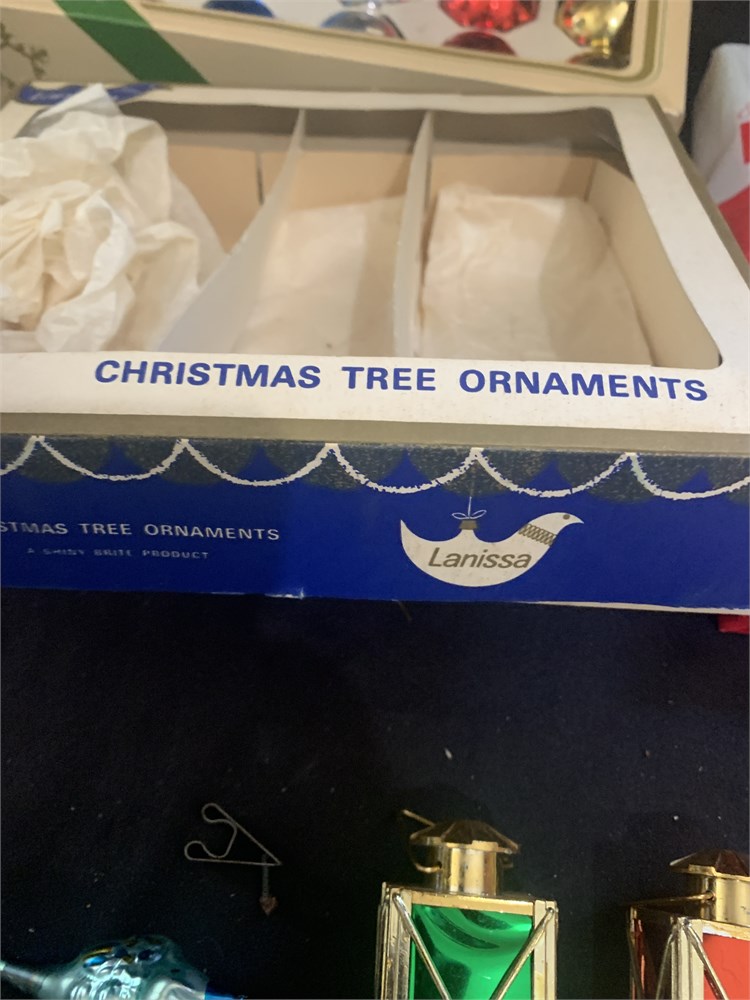 CHRISTMAS TREE ORNAMENTS
STMAS TREE ORNAMENTS
A SHINY BRITE PRODUCT
Lanissa